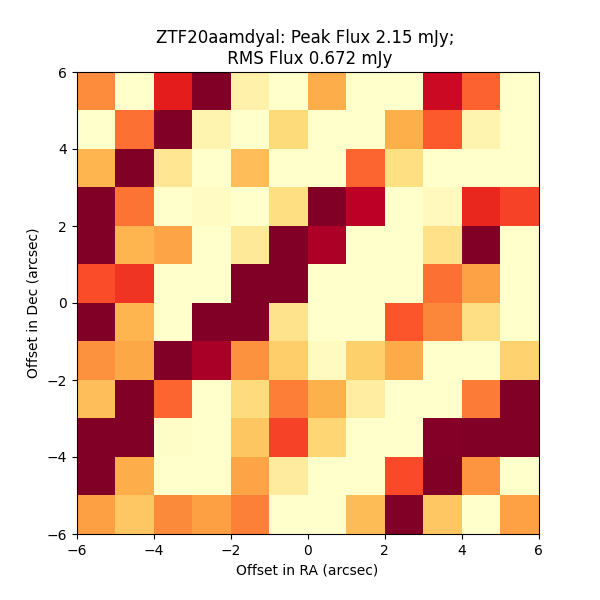 ZTF20aamdyal: Peak Flux 2.15 mJy;
RMS Flux 0.672 mJy
6
4
2
0
−2
−4
−6
Offset in Dec (arcsec)
−6 −4 −2 0 2 4 6
Offset in RA (arcsec)